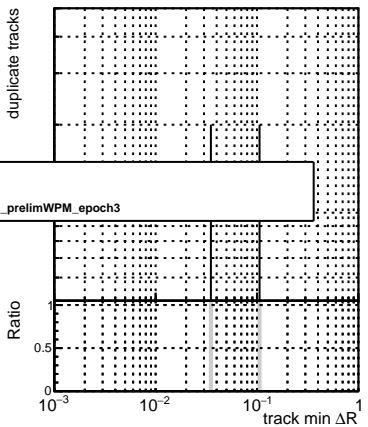 duplicate tracks
_prelimWPM_epoch3
Ratio
1
0.5
0
10⁻³ 10⁻² 10⁻¹ 1
track min ΔR